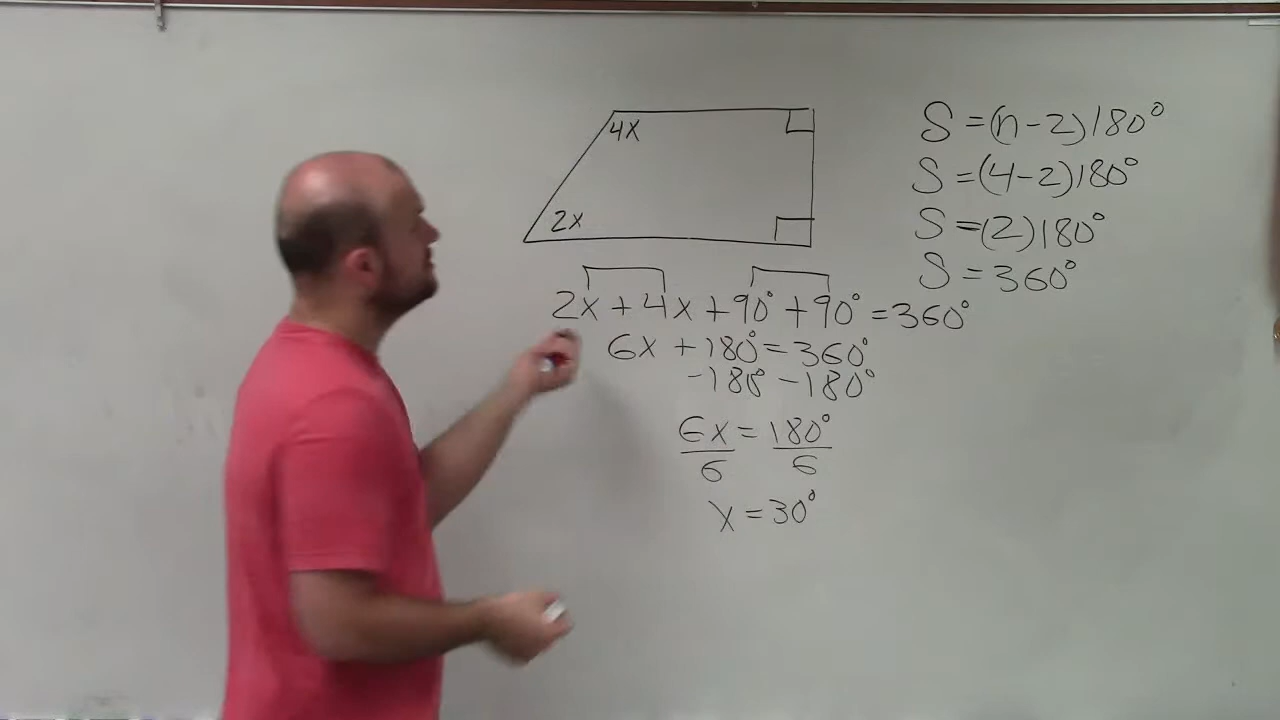 4x
2x
S = (n-2)180°
S = (4-2)180°
S = (2)180°
S = 360°
2x + 4x + 90° + 90° = 360°
6x + 180° = 360°
-180° -180°
6x = 180°
6 6
x = 30°